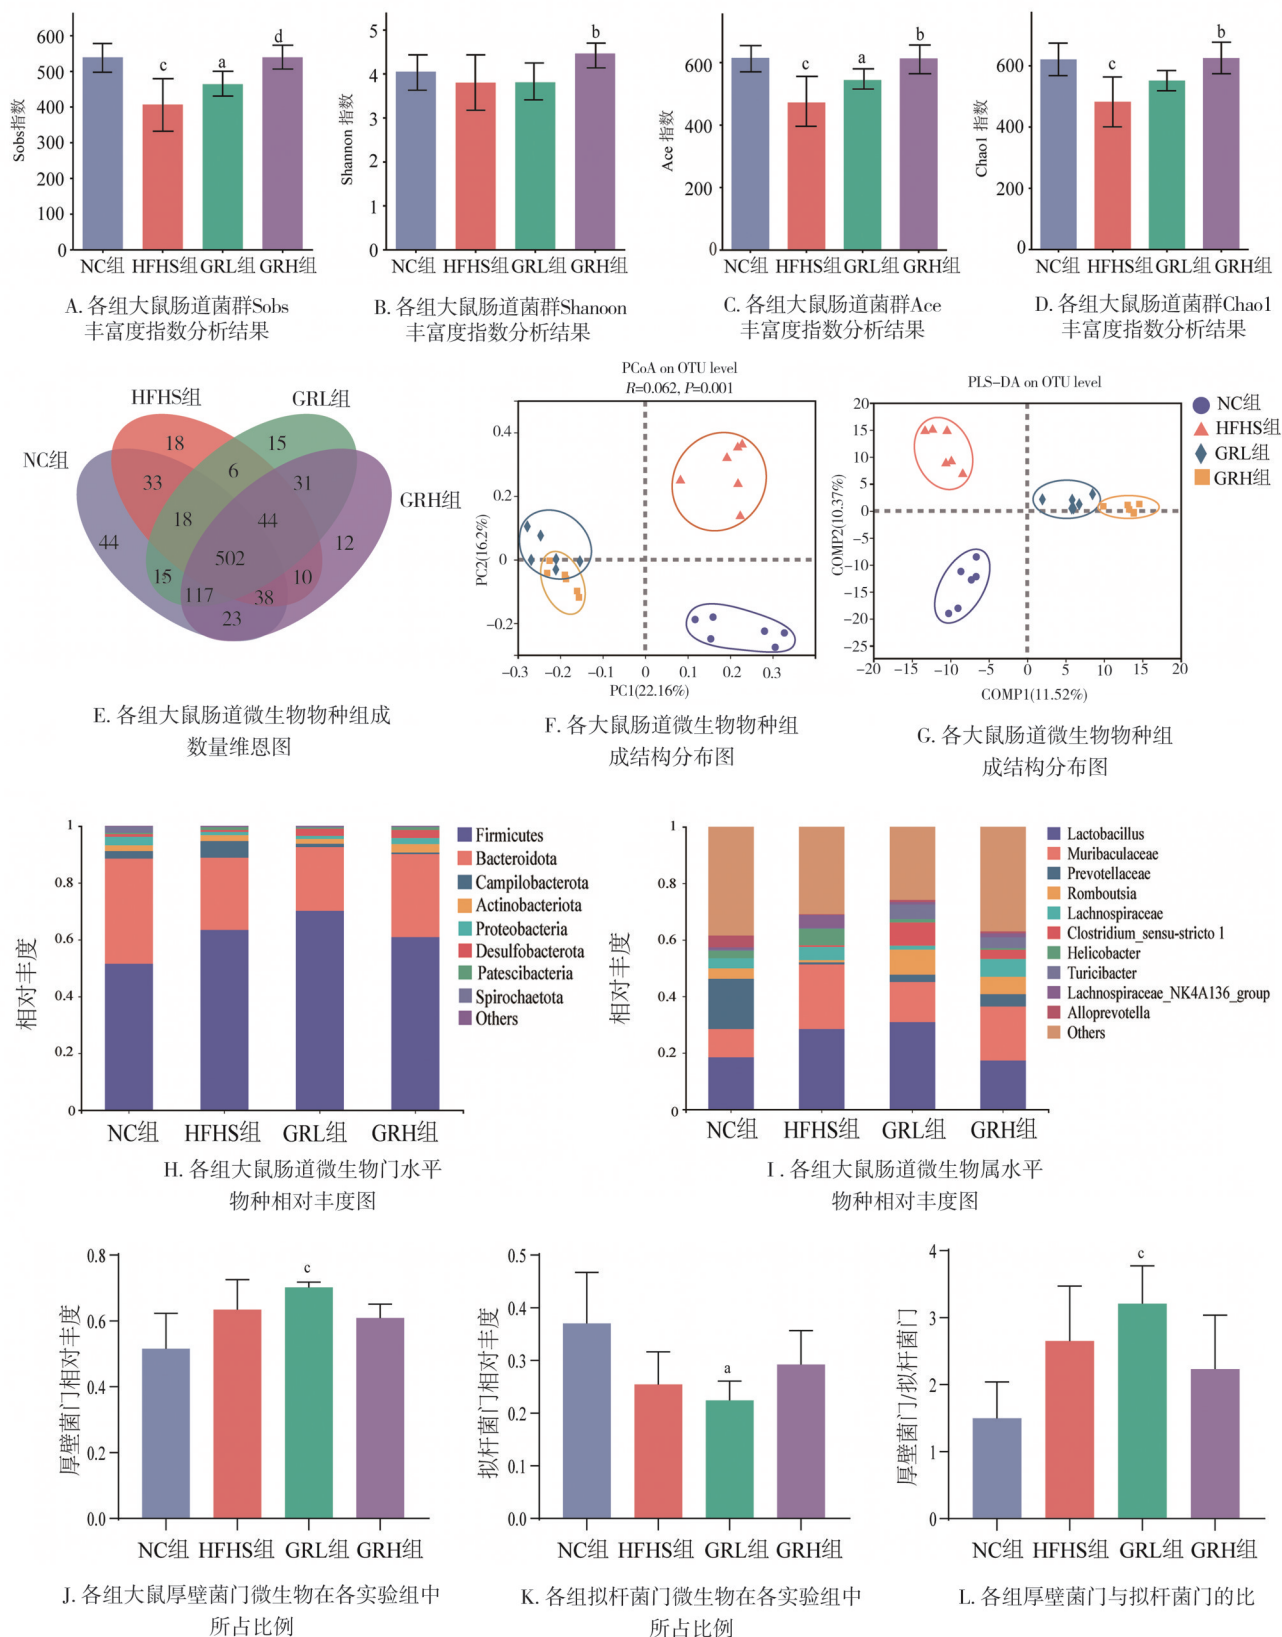 600
500
400
300
200
100
0
Sobs指数
c
a
d
NC组 HFHS组 GRL组 GRH组
A. 各组大鼠肠道菌群Sobs
丰富度指数分析结果
5
4
3
2
1
0
Shannon 指数
b
NC组 HFHS组 GRL组 GRH组
B. 各组大鼠肠道菌群Shanoon
丰富度指数分析结果
600
400
200
0
Ace 指数
c
a
b
NC组 HFHS组 GRL组 GRH组
C. 各组大鼠肠道菌群Ace
丰富度指数分析结果
600
400
200
0
Chao1 指数
c
b
NC组 HFHS组 GRL组 GRH组
D. 各组大鼠肠道菌群Chao1
丰富度指数分析结果
HFHS组
GRL组
NC组
GRH组
18
15
33
6
31
44
18
44
12
502
15
10
117
38
23
E. 各组大鼠肠道微生物物种组成
数量维恩图
PCoA on OTU level
R=0.062, P=0.001
0.4
0.2
0
−0.2
PC2(16.2%)
−0.3 −0.2 −0.1 0 0.1 0.2 0.3
PC1(22.16%)
F. 各大鼠肠道微生物物种组
成结构分布图
PLS−DA on OTU level
20
15
10
5
0
−5
−10
−15
−20
−25
COMP2(10.37%)
−20 −15 −10 −5 0 5 10 15 20
COMP1(11.52%)
NC组
HFHS组
GRL组
GRH组
G. 各大鼠肠道微生物物种组
成结构分布图
1
0.8
0.6
0.4
0.2
0
相对丰度
NC组 HFHS组 GRL组 GRH组
Firmicutes
Bacteroidota
Campilobacterota
Actinobacteriota
Proteobacteria
Desulfobacterota
Patescibacteria
Spirochaetota
Others
H. 各组大鼠肠道微生物门水平
物种相对丰度图
1
0.8
0.6
0.4
0.2
0
相对丰度
NC组 HFHS组 GRL组 GRH组
Lactobacillus
Muribaculaceae
Prevotellaceae
Romboutsia
Lachnospiraceae
Clostridium_sensu-stricto 1
Helicobacter
Turicibacter
Lachnospiraceae_NK4A136_group
Alloprevotella
Others
I . 各组大鼠肠道微生物属水平
物种相对丰度图
0.8
0.6
0.4
0.2
0.0
厚壁菌门相对丰度
c
NC组 HFHS组 GRL组 GRH组
J. 各组大鼠厚壁菌门微生物在各实验组中
所占比例
0.5
0.4
0.3
0.2
0.1
0.0
拟杆菌门相对丰度
a
NC组 HFHS组 GRL组 GRH组
K. 各组拟杆菌门微生物在各实验组中
所占比例
4
3
2
1
0
厚壁菌门/拟杆菌门
c
NC组 HFHS组 GRL组 GRH组
L. 各组厚壁菌门与拟杆菌门的比